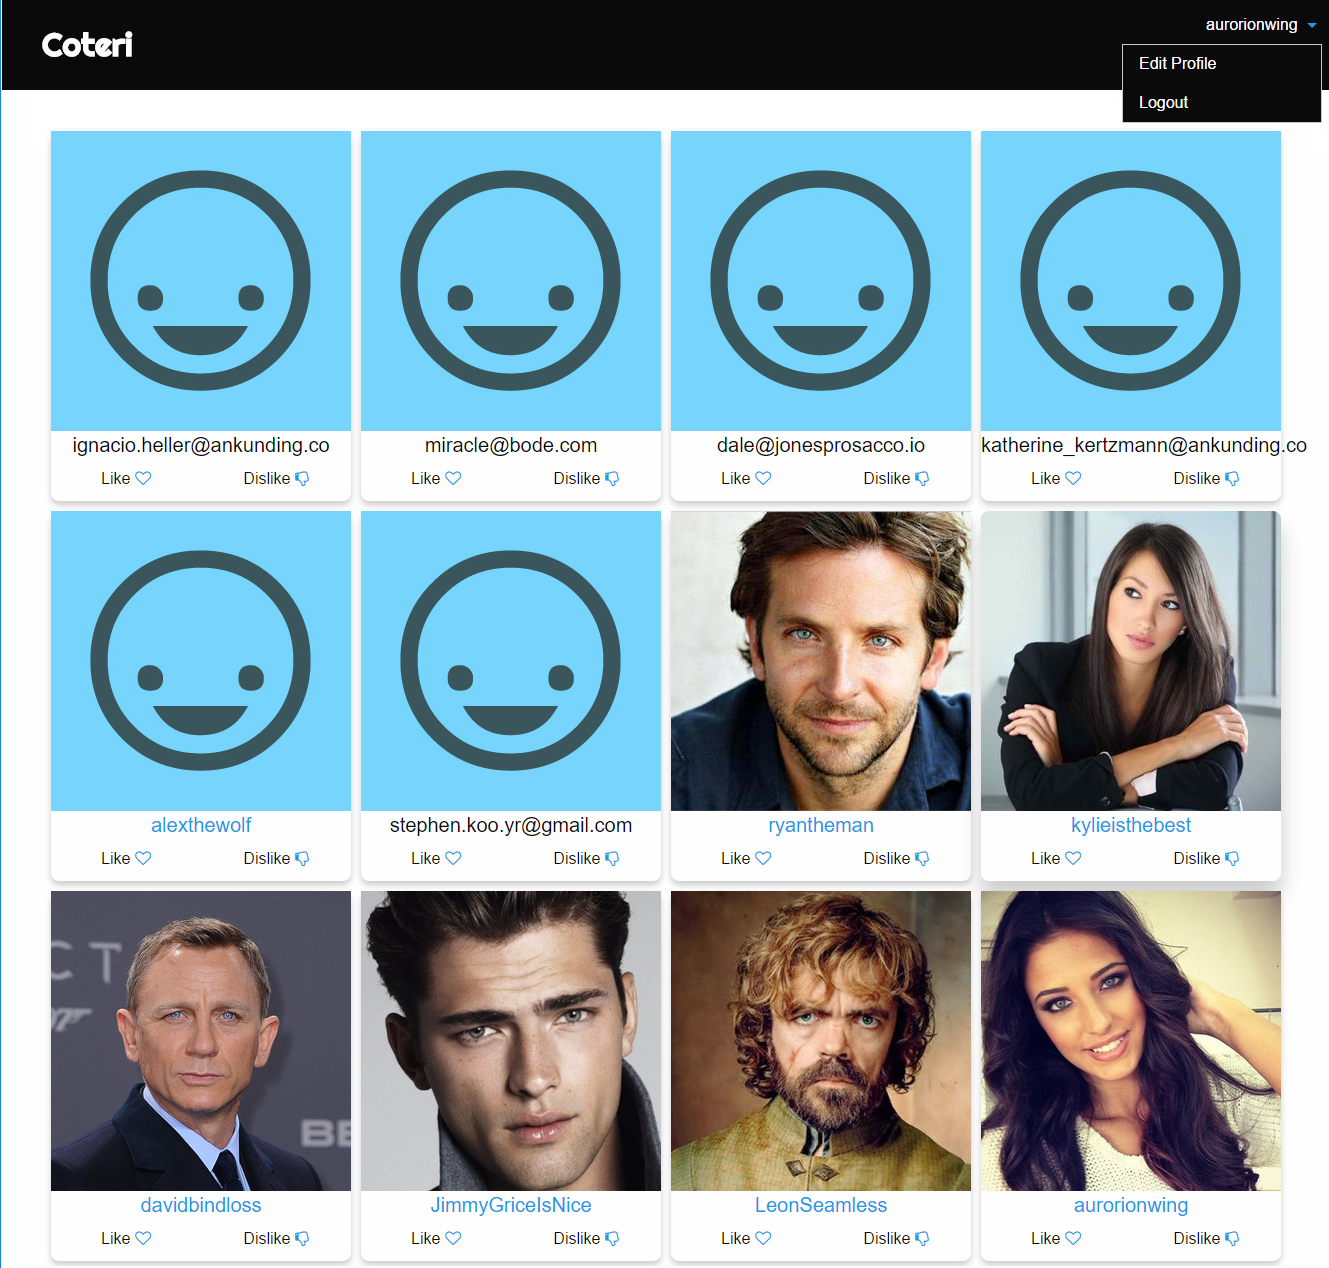 Coteri
aurorionwing
Edit Profile
Logout
ignacio.heller@ankunding.co
Like Dislike
miracle@bode.com
Like Dislike
dale@jonesprosacco.io
Like Dislike
katherine_kertzmann@ankunding.co
Like Dislike
alexthewolf
Like Dislike
stephen.koo.yr@gmail.com
Like Dislike
ryantheman
Like Dislike
kylieisthebest
Like Dislike
CT
07
BE
davidbindloss
Like Dislike
JimmyGriceIsNice
Like Dislike
LeonSeamless
Like Dislike
aurorionwing
Like Dislike